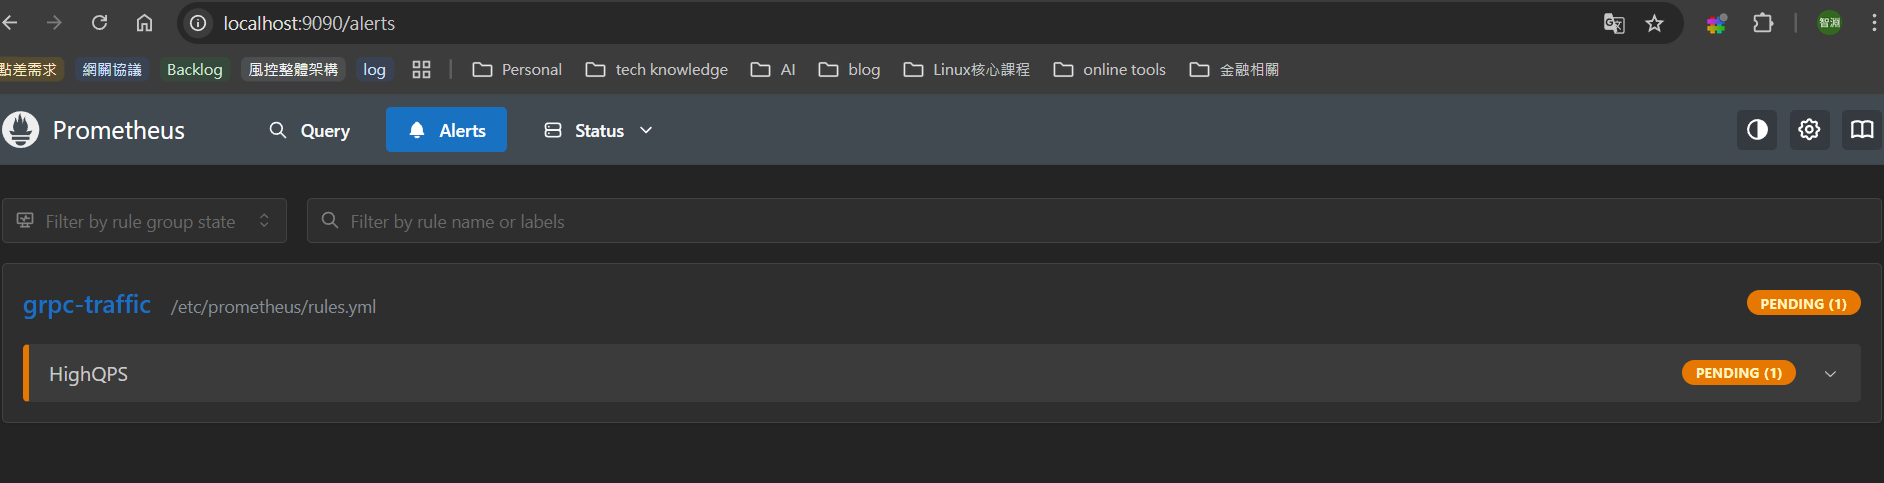 localhost:9090/alerts
點差需求 網關協議 Backlog 風控整體架構 log Personal tech knowledge AI blog Linux核心課程 online tools 金融相關
Prometheus Query Alerts Status
Filter by rule group state Filter by rule name or labels
grpc-traffic /etc/prometheus/rules.yml PENDING (1)
HighQPS PENDING (1)